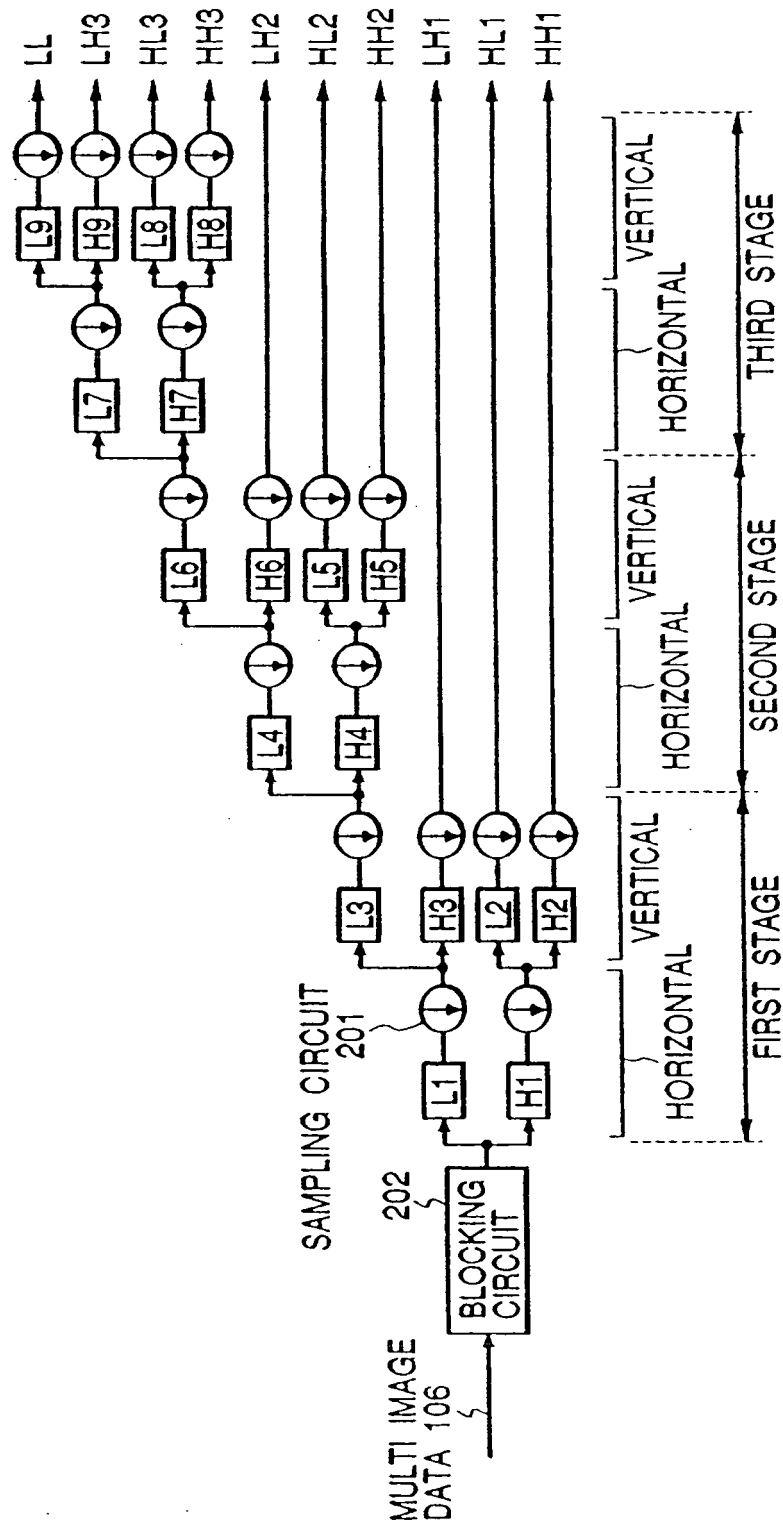 MULTI IMAGE
DATA 106
202
BLOCKING
CIRCUIT
SAMPLING CIRCUIT
201
L1
H1
L3
H3
L2
H2
L4
H4
L6
H6
L5
H5
L7
H7
L9
H9
L8
H8
LL
LH3
HL3
HH3
LH2
HL2
HH2
LH1
HL1
HH1
HORIZONTAL
VERTICAL
HORIZONTAL
VERTICAL
HORIZONTAL
VERTICAL
FIRST STAGE
SECOND STAGE
THIRD STAGE